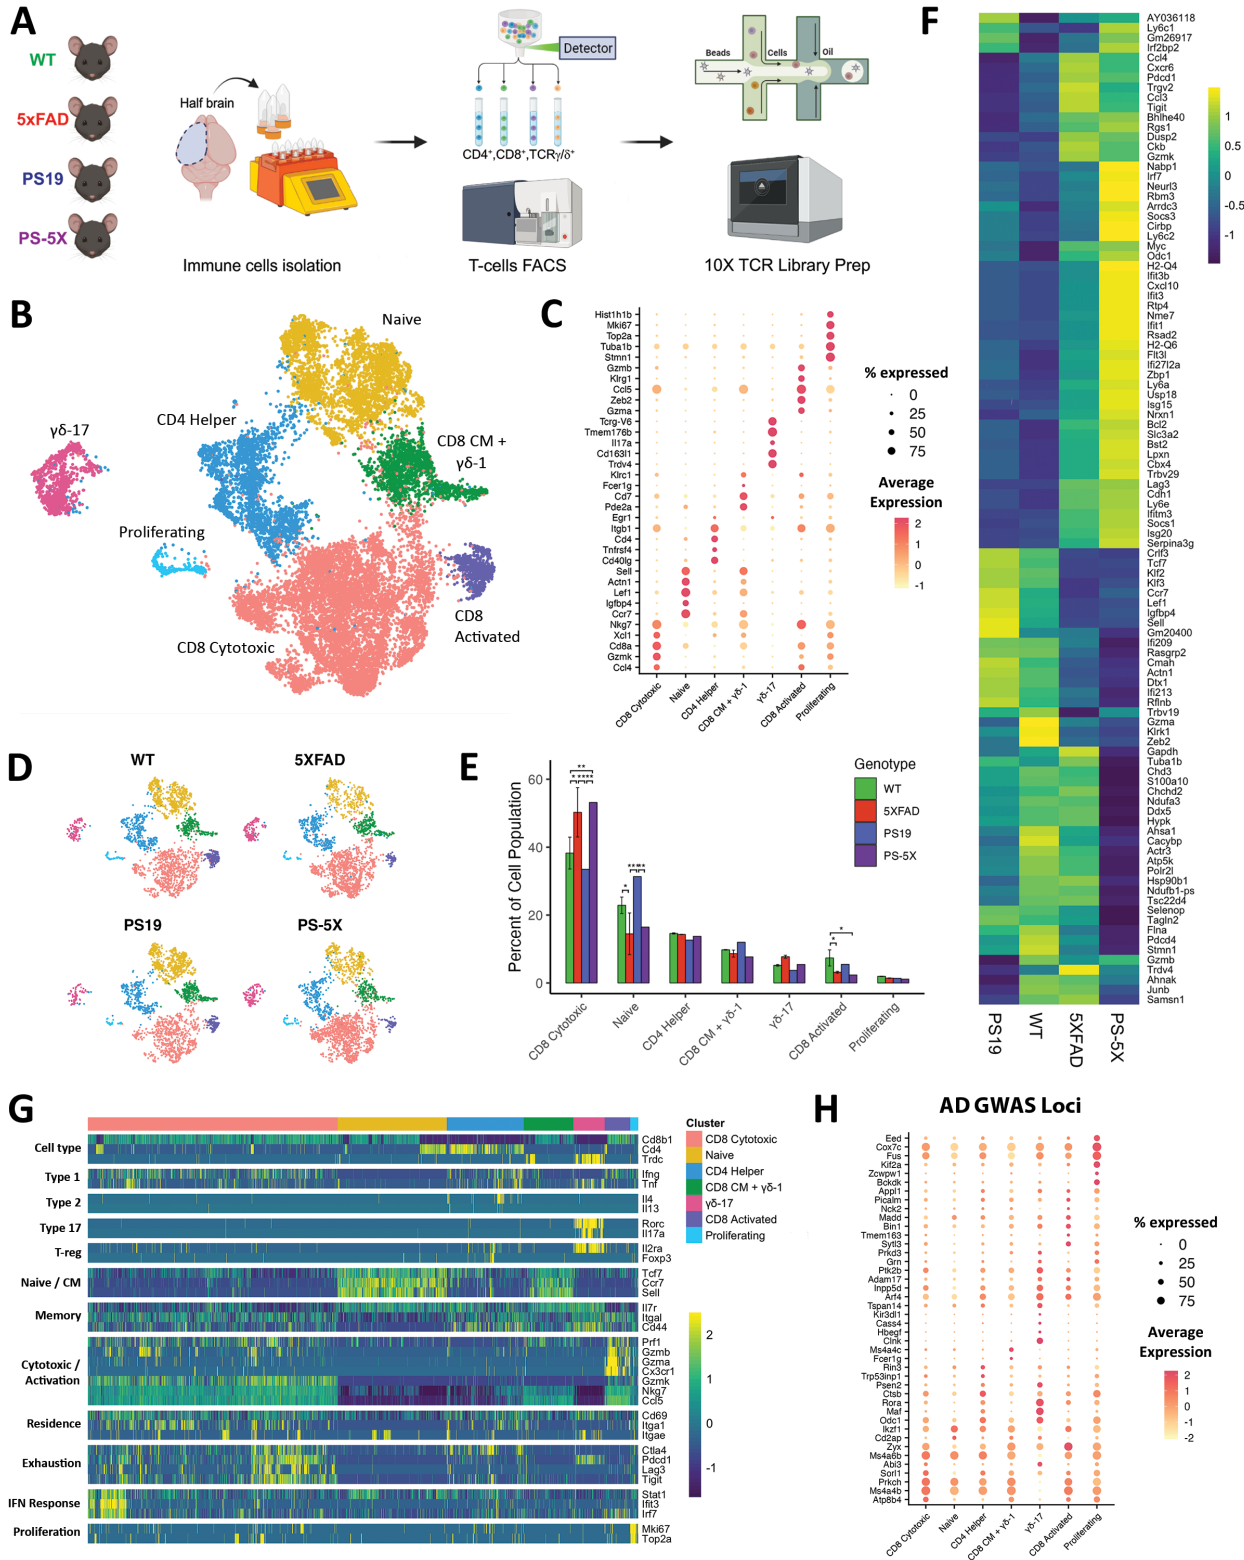 A
WT
5xFAD
PS19
PS-5X
Half brain
Immune cells isolation
Detector
CD4⁺,CD8⁺,TCRγ/δ⁺
T-cells FACS
Beads
Cells
Oil
10X TCR Library Prep
B
Naive
CD4 Helper
γδ-17
CD8 CM +
γδ-1
Proliferating
CD8 Cytotoxic
CD8
Activated
C
Hist1h1b
Mki67
Top2a
Tuba1b
Stmn1
Gzmb
Klrg1
Ccl5
Zeb2
Gzma
Tcrg-V6
Tmem176b
Il17a
Cd163l1
Trdv4
Klrc1
Fcer1g
Cd7
Pde2a
Egr1
Itgb1
Cd4
Tnfrsf4
Cd40lg
Sell
Actn1
Lef1
Igfbp4
Ccr7
Nkg7
Xcl1
Cd8a
Gzmk
Ccl4
CD8 Cytotoxic
Naive
CD4 Helper
CD8 CM + γδ-1
γδ-17
CD8 Activated
Proliferating
% expressed
0
25
50
75
Average
Expression
2
1
0
-1
D
WT
5XFAD
PS19
PS-5X
E
Percent of Cell Population
60
40
20
0
CD8 Cytotoxic
Naive
CD4 Helper
CD8 CM + γδ-1
γδ-17
CD8 Activated
Proliferating
Genotype
WT
5XFAD
PS19
PS-5X
F
AY036118
Ly6c1
Gm26917
Irf2bp2
Ccl4
Cxcr6
Pdcd1
Trgv2
Ccl3
Tigit
Bhlhe40
Rgs1
Dusp2
Ckb
Gzmk
Nabp1
Irf7
Neurl3
Rbm3
Arrdc3
Socs3
Cirbp
Ly6c2
Myc
Odc1
H2-Q4
Ifit3b
Cxcl10
Ifit3
Rtp4
Nme7
Ifit1
Rsad2
H2-Q6
Flt3l
Ifi27l2a
Zbp1
Ly6a
Usp18
Isg15
Nrxn1
Bcl2
Slc3a2
Bst2
Lpxn
Cbx4
Trbv29
Lag3
Cdh1
Ly6e
Ifitm3
Socs1
Isg20
Serpina3g
Crlf3
Tcf7
Klf2
Klf3
Ccr7
Lef1
Igfbp4
Sell
Gm20400
Ifi209
Rasgrp2
Cmah
Actn1
Dtx1
Ifi213
Rflnb
Trbv19
Gzma
Klrk1
Zeb2
Gapdh
Tuba1b
Chd3
S100a10
Chchd2
Ndufa3
Ddx5
Hypk
Ahsa1
Cacybp
Actr3
Atp5k
Polr2l
Hsp90b1
Ndufb1-ps
Tsc22d4
Selenop
Tagln2
Flna
Pdcd4
Stmn1
Gzmb
Trdv4
Ahnak
Junb
Samsn1
PS19
WT
5XFAD
PS-5X
1
0.5
0
-0.5
-1
G
Cell type
Cd8b1
Cd4
Trdc
Type 1
Ifng
Tnf
Type 2
Il4
Il13
Type 17
Rorc
Il17a
T-reg
Il2ra
Foxp3
Naive / CM
Tcf7
Ccr7
Sell
Memory
Il7r
Itgal
Cd44
Cytotoxic /
Activation
Prf1
Gzmb
Gzma
Cx3cr1
Gzmk
Nkg7
Ccl5
Residence
Cd69
Itga1
Itgae
Exhaustion
Ctla4
Pdcd1
Lag3
Tigit
IFN Response
Stat1
Ifit3
Irf7
Proliferation
Mki67
Top2a
Cluster
CD8 Cytotoxic
Naive
CD4 Helper
CD8 CM + γδ-1
γδ-17
CD8 Activated
Proliferating
2
1
0
-1
H
AD GWAS Loci
Eed
Cox7c
Fus
Kif2a
Zcwpw1
Bckdk
Appl1
Picalm
Nck2
Madd
Bin1
Tmem163
Sytl3
Prkd3
Grn
Ptk2b
Adam17
Inpp5d
Arf4
Tspan14
Kir3dl1
Cass4
Hbegf
Clnk
Ms4a4c
Fcer1g
Rin3
Trp53inp1
Psen2
Ctsb
Rora
Maf
Odc1
Ikzf1
Cd2ap
Zyx
Ms4a6b
Abi3
Sorl1
Prkch
Ms4a4b
Atp8b4
CD8 Cytotoxic
Naive
CD4 Helper
CD8 CM + γδ-1
γδ-17
CD8 Activated
Proliferating
% expressed
0
25
50
75
Average
Expression
2
1
0
-1
-2